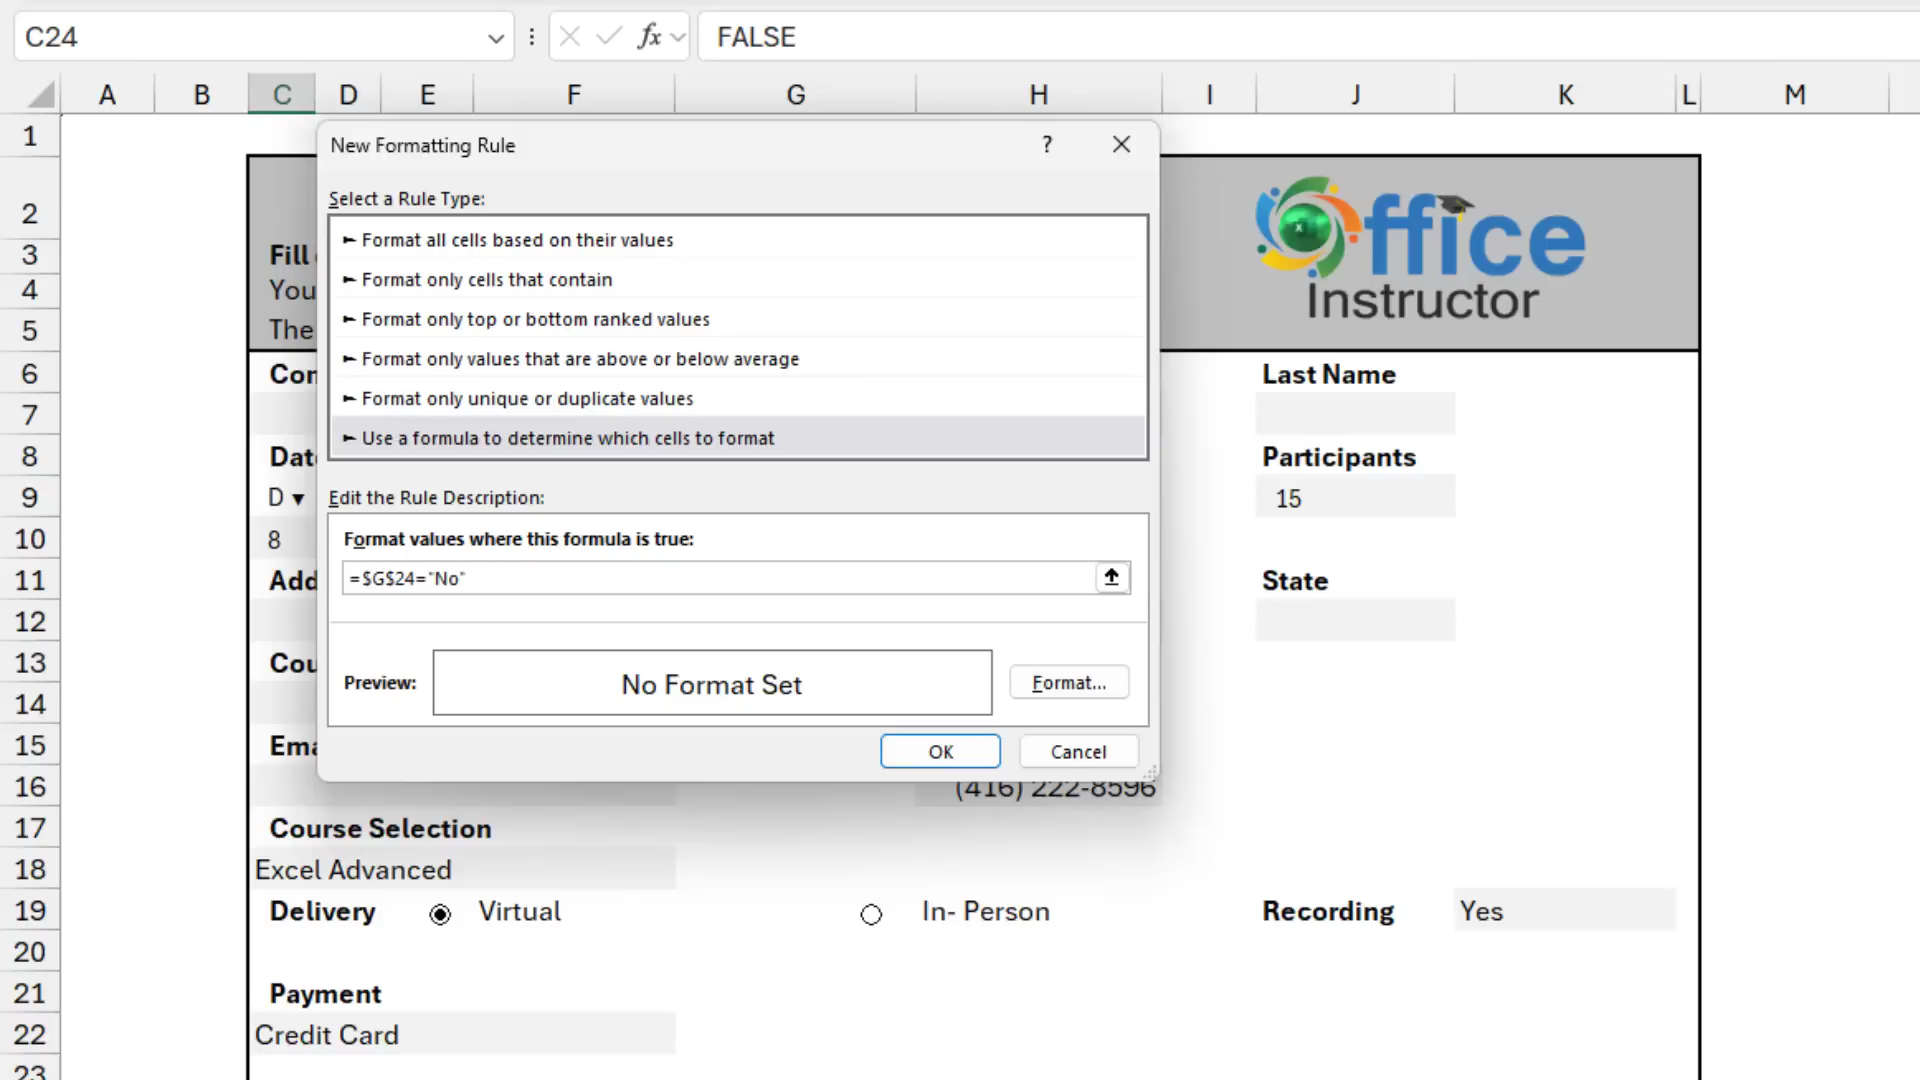 C24
fx
FALSE
A B C D E F G H I J K L M
1
New Formatting Rule
?
Select a Rule Type:
Format all cells based on their values
Format only cells that contain
Format only top or bottom ranked values
Format only values that are above or below average
Format only unique or duplicate values
Use a formula to determine which cells to format
Edit the Rule Description:
Format values where this formula is true:
=$G$24="No"
Preview:
No Format Set
Format...
OK
Cancel
2
ffice
Instructor
3 Fill
4 You
5 The
6 Con Last Name
7
8 Date Participants
9 D 15
10 8
11 Add State
12
13 Cou
14
15 Ema
16 (416) 222-8596
17 Course Selection
18 Excel Advanced
19 Delivery Virtual In- Person Recording Yes
20
21 Payment
22 Credit Card
23